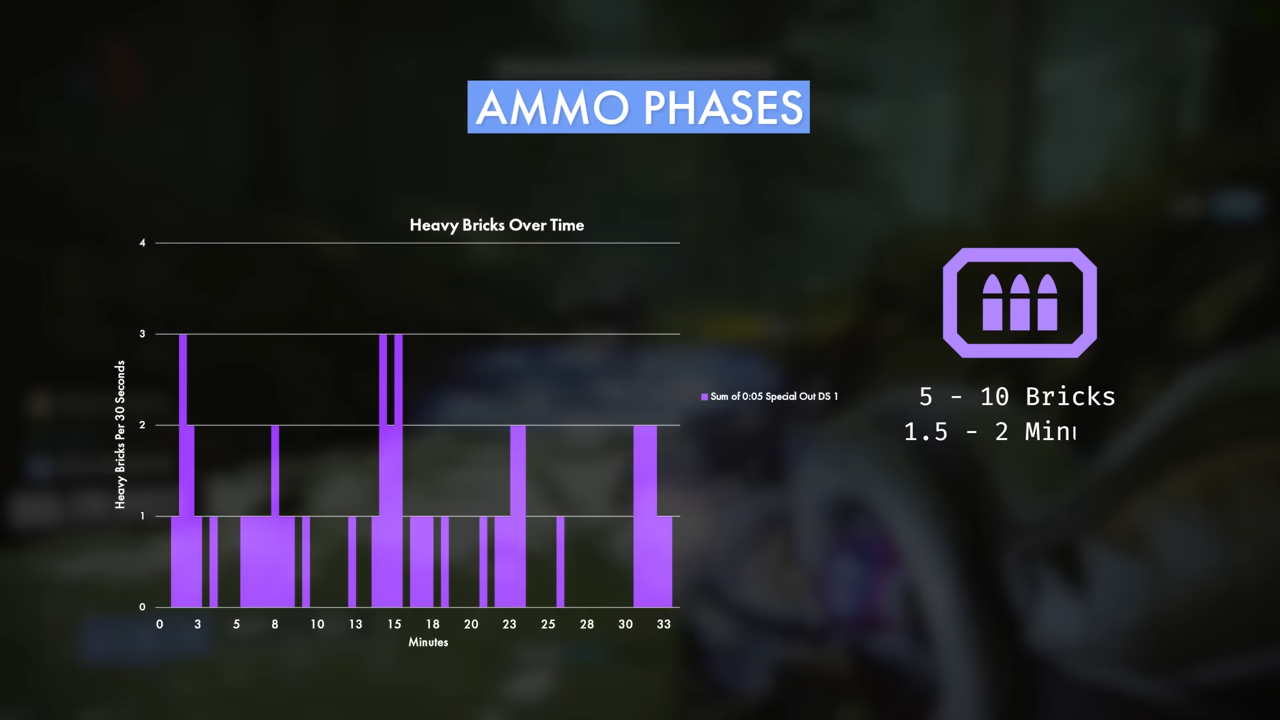 AMMO PHASES
Heavy Bricks Over Time
4
3
2
1
0
Heavy Bricks Per 30 Seconds
0 3 5 8 10 13 15 18 20 23 25 28 30 33
Minutes
Sum of 0:05 Special Out DS 1
5 - 10 Bricks
1.5 - 2 Min